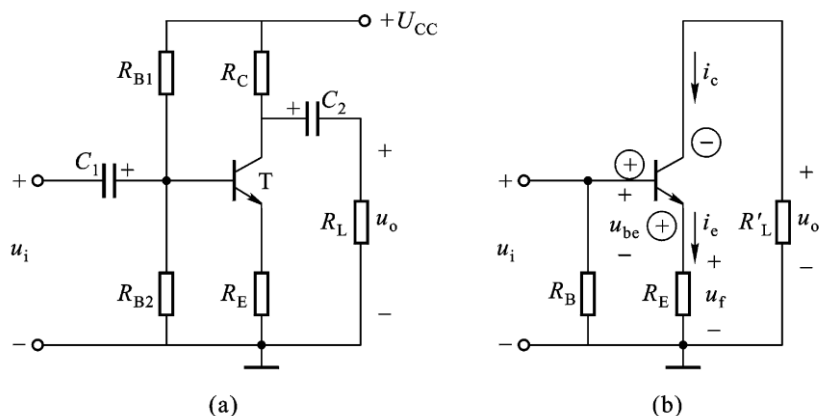 +U_CC
R_B1
R_C
+
C_2
C_1
+
+
T
+
u_i
R_L
u_o
R_B2
R_E
−
−
(a)
i_c
−
+
+
+
+
u_be
+
i_e
R'_L
u_o
u_i
−
+
−
R_B
R_E
u_f
−
−
(b)